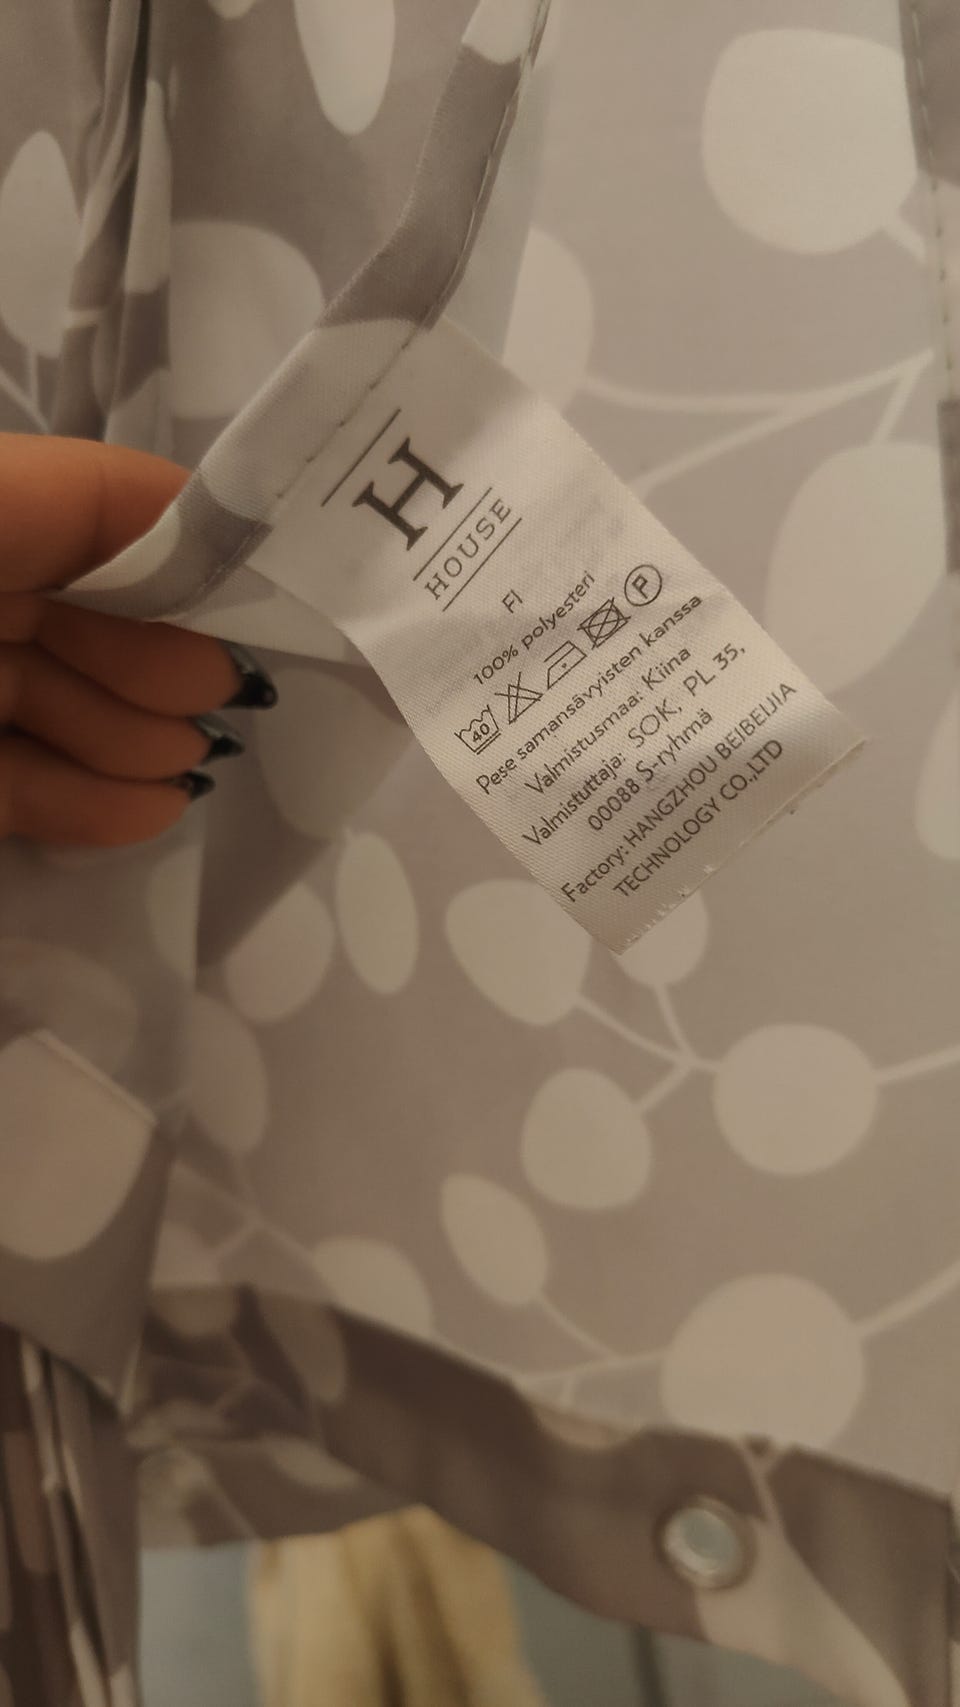 H
HOUSE
FI
100% polyesteri
40 P
Pese samansävyisten kanssa
Valmistusmaa: Kiina
Valmistuttaja: SOK, PL 35,
00088 S-ryhmä
Factory: HANGZHOU BEIBEIJIA
TECHNOLOGY CO.,LTD